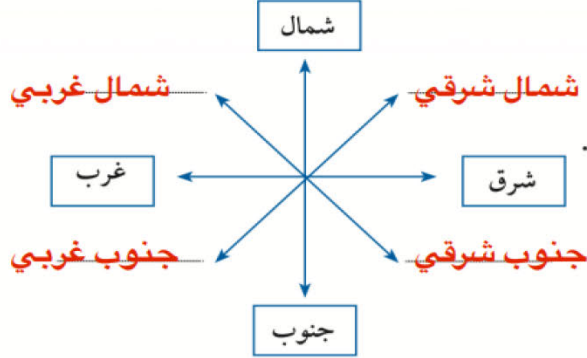 شمال
شمال شرقي
شمال غربي
شرق
غرب
جنوب شرقي
جنوب غربي
جنوب